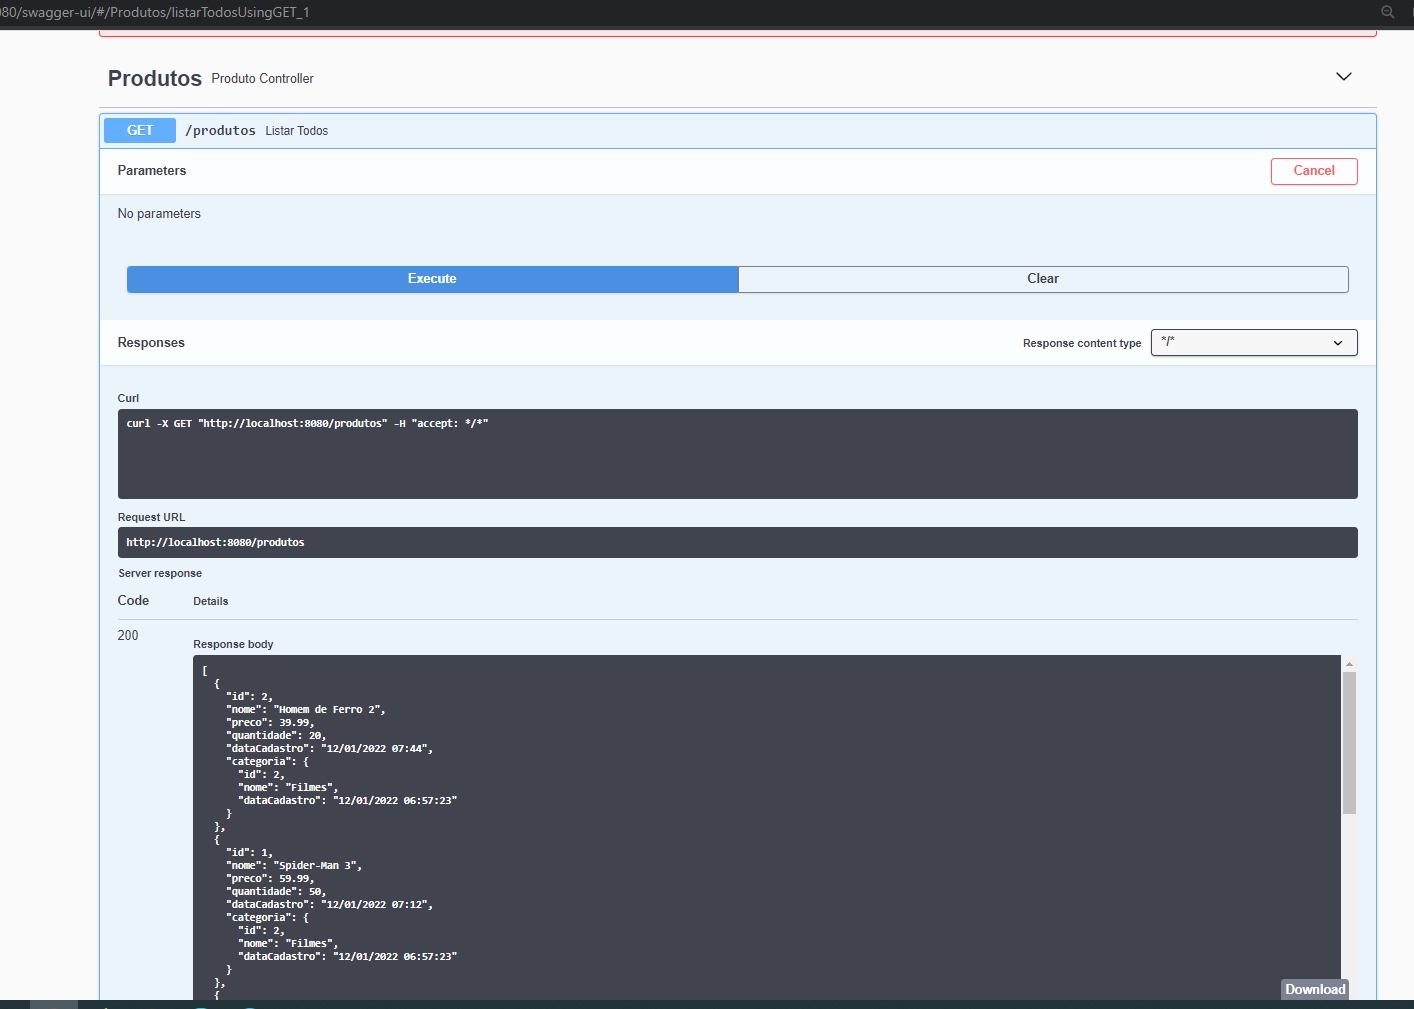 080/swagger-ui/#/Produtos/listarTodosUsingGET_1
Produtos Produto Controller
GET /produtos Listar Todos
Parameters
Cancel
No parameters
Execute
Clear
Responses
Response content type */*
Curl
curl -X GET "http://localhost:8080/produtos" -H "accept: */*"
Request URL
http://localhost:8080/produtos
Server response
Code Details
200
Response body
[
{
"id": 2,
"nome": "Homem de Ferro 2",
"preco": 39.99,
"quantidade": 20,
"dataCadastro": "12/01/2022 07:44",
"categoria": {
"id": 2,
"nome": "Filmes",
"dataCadastro": "12/01/2022 06:57:23"
}
},
{
"id": 1,
"nome": "Spider-Man 3",
"preco": 59.99,
"quantidade": 50,
"dataCadastro": "12/01/2022 07:12",
"categoria": {
"id": 2,
"nome": "Filmes",
"dataCadastro": "12/01/2022 06:57:23"
}
},
{
Download